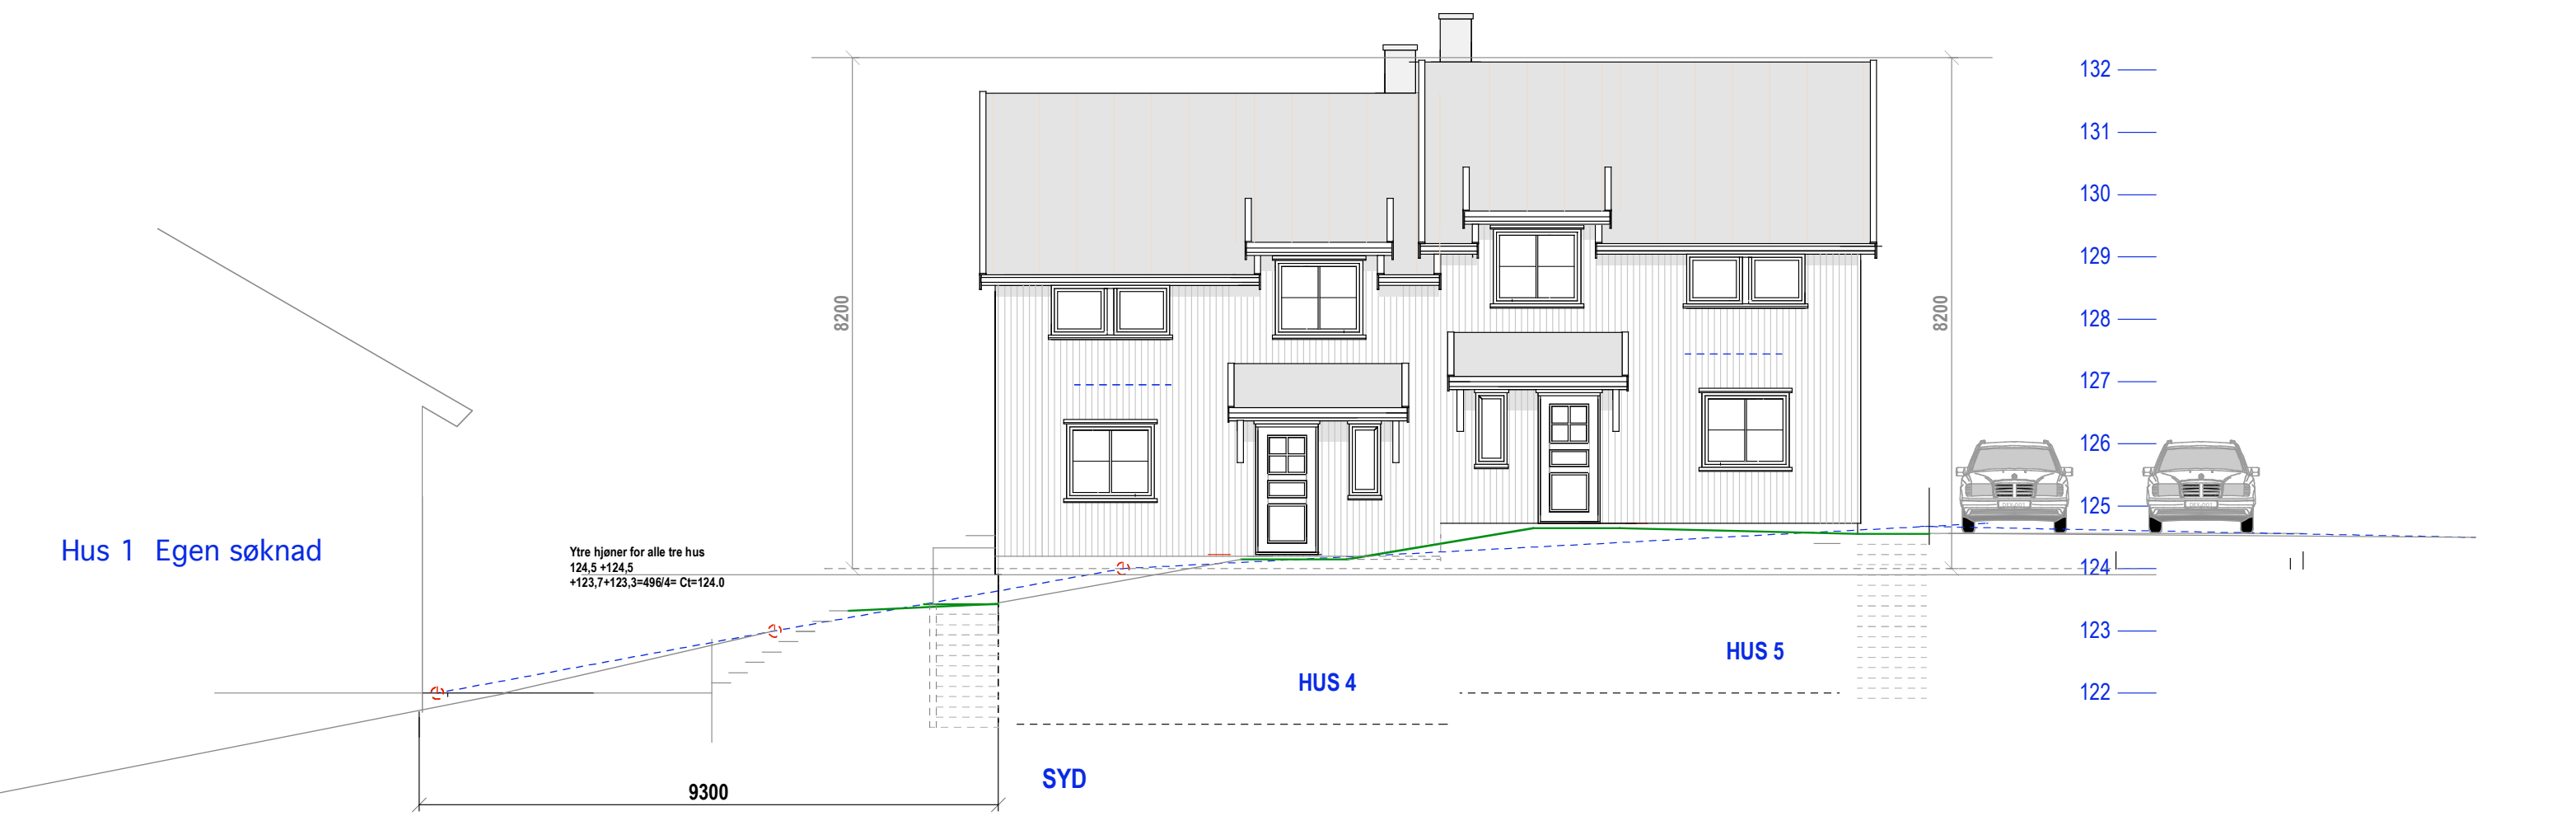 132
131
130
129
128
127
126
125
124
123
122
8200
8200
Hus 1 Egen søknad
Ytre hjøner for alle tre hus
124,5 +124,5
+123,7+123,3=496/4= Ct=124.0
HUS 5
HUS 4
SYD
9300